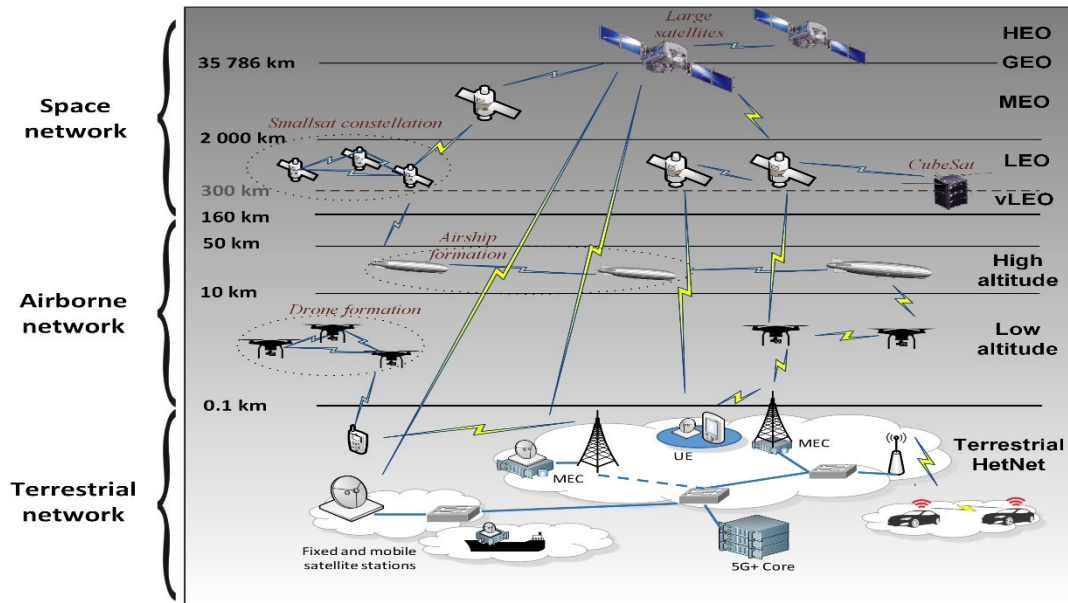 Large
satellites
HEO
35 786 km
GEO
Space
network
MEO
Smallsat constellation
2 000 km
LEO
CubeSat
300 km
vLEO
160 km
50 km
Airship
formation
High
altitude
10 km
Airborne
network
Drone formation
Low
altitude
0.1 km
MEC
UE
Terrestrial
HetNet
MEC
Terrestrial
network
Fixed and mobile
satellite stations
5G+ Core